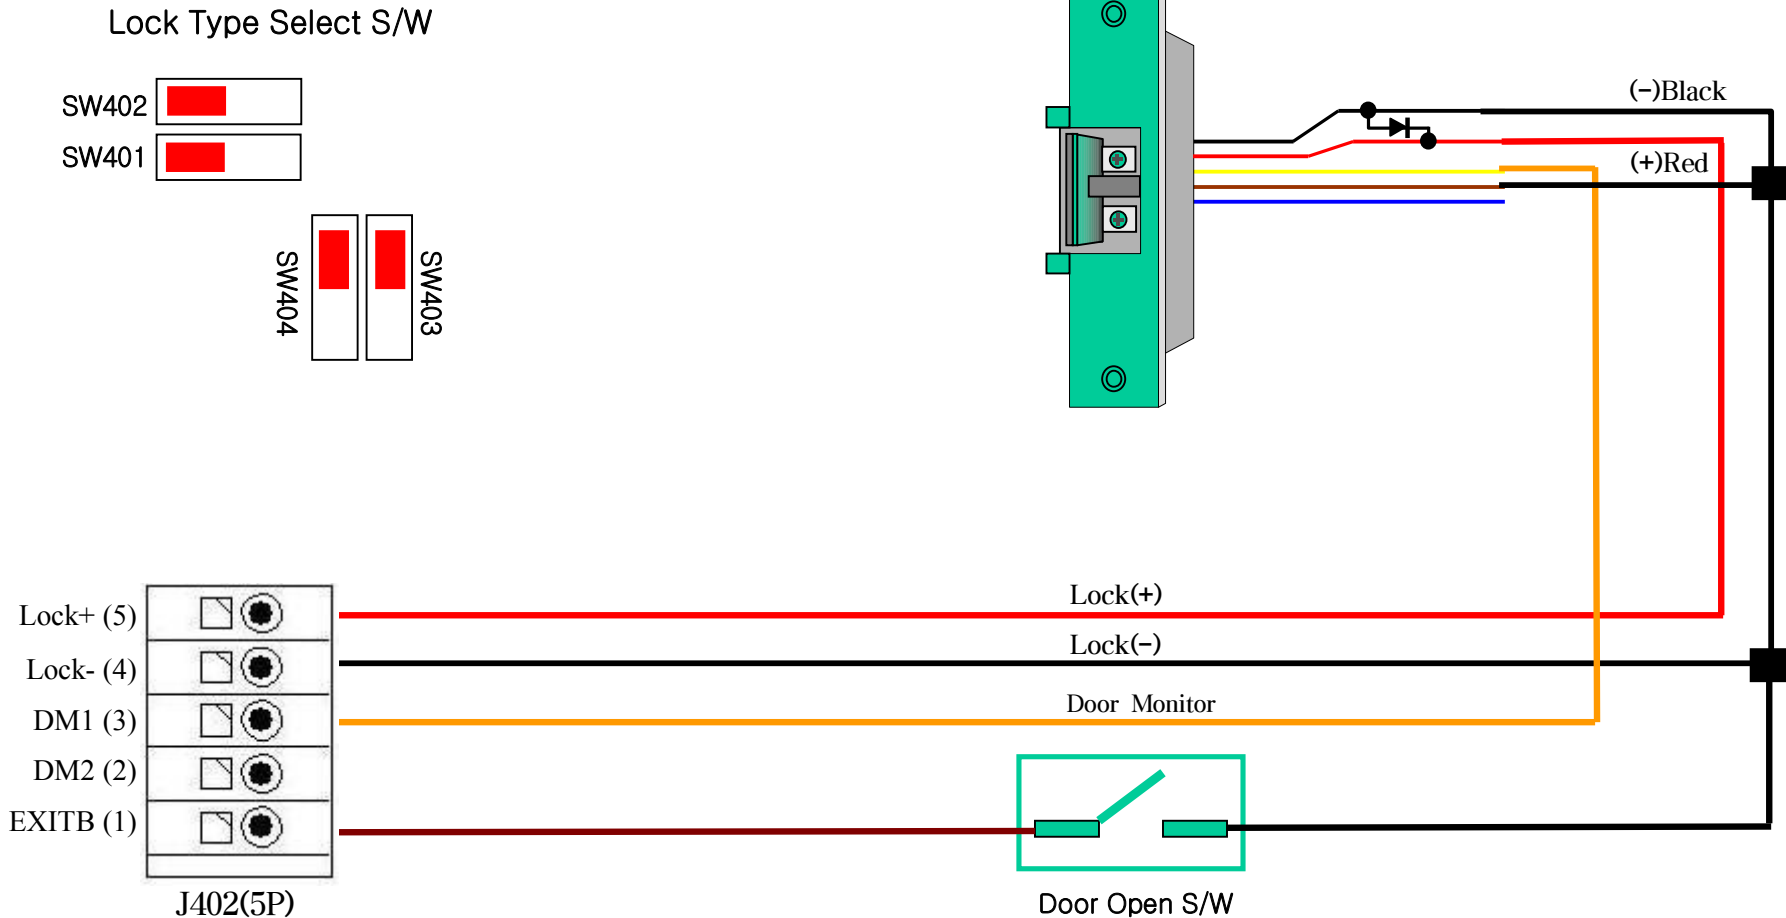 Lock Type Select S/W
SW402
SW401
SW404
SW403
(-)Black
(+)Red
Lock+ (5)
Lock- (4)
DM1 (3)
DM2 (2)
EXITB (1)
J402(5P)
Lock(+)
Lock(-)
Door Monitor
Door Open S/W